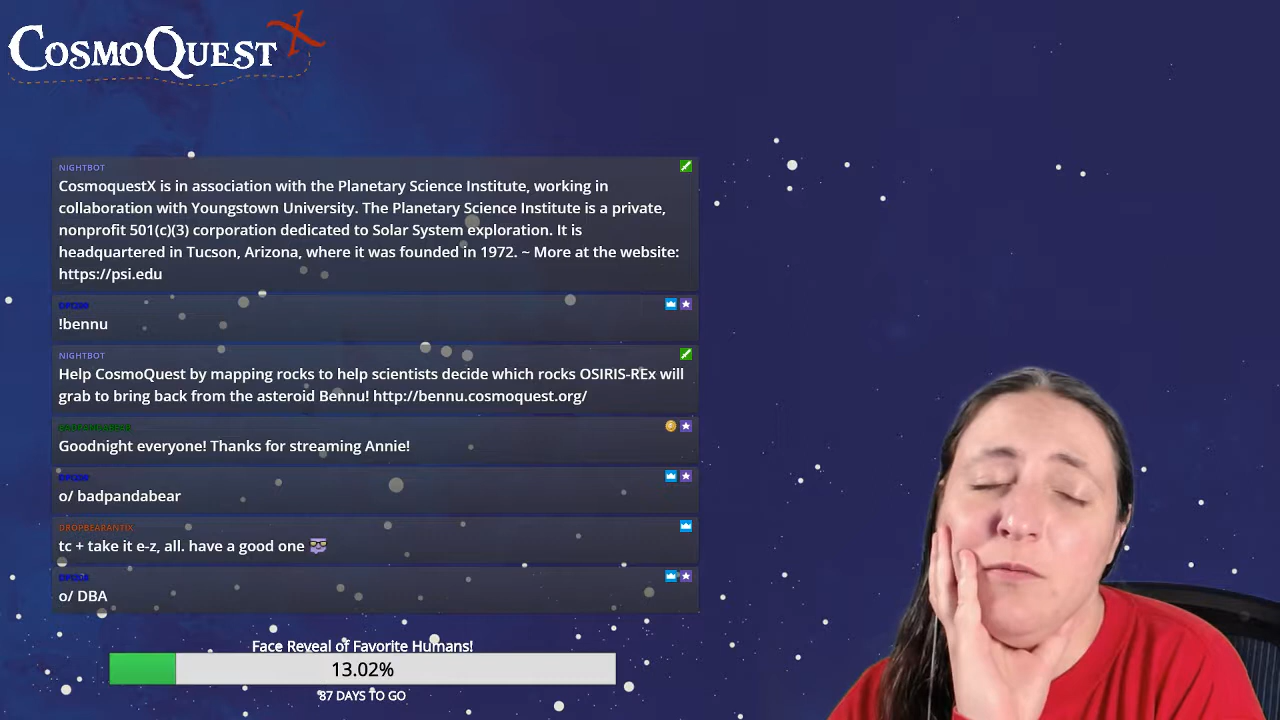 CosmoQuest X
NIGHTBOT
CosmoquestX is in association with the Planetary Science Institute, working in
collaboration with Youngstown University. The Planetary Science Institute is a private,
nonprofit 501(c)(3) corporation dedicated to Solar System exploration. It is
headquartered in Tucson, Arizona, where it was founded in 1972. ~ More at the website:
https://psi.edu
!bennu
NIGHTBOT
Help CosmoQuest by mapping rocks to help scientists decide which rocks OSIRIS-REx will
grab to bring back from the asteroid Bennu! http://bennu.cosmoquest.org/
BADPANDABEAR
Goodnight everyone! Thanks for streaming Annie!
o/ badpandabear
DROPBEARANTIX
tc + take it e-z, all. have a good one
o/ DBA
Face Reveal of Favorite Humans!
13.02%
87 DAYS TO GO